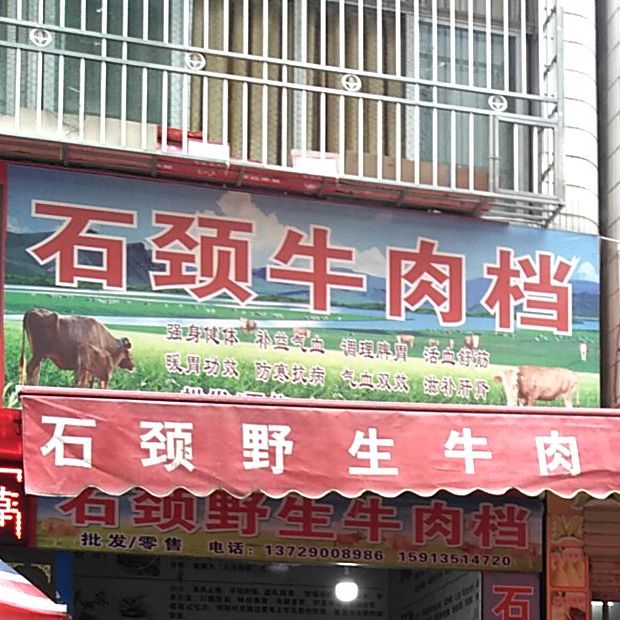 石颈牛肉档
强身健体 补益气血 调理脾胃 活血舒筋
暖胃功效 防寒抗病 气血双效 滋补肝肾
石颈野生牛肉
石颈野生牛肉档
批发/零售 电话：13729008986 15913514720
石